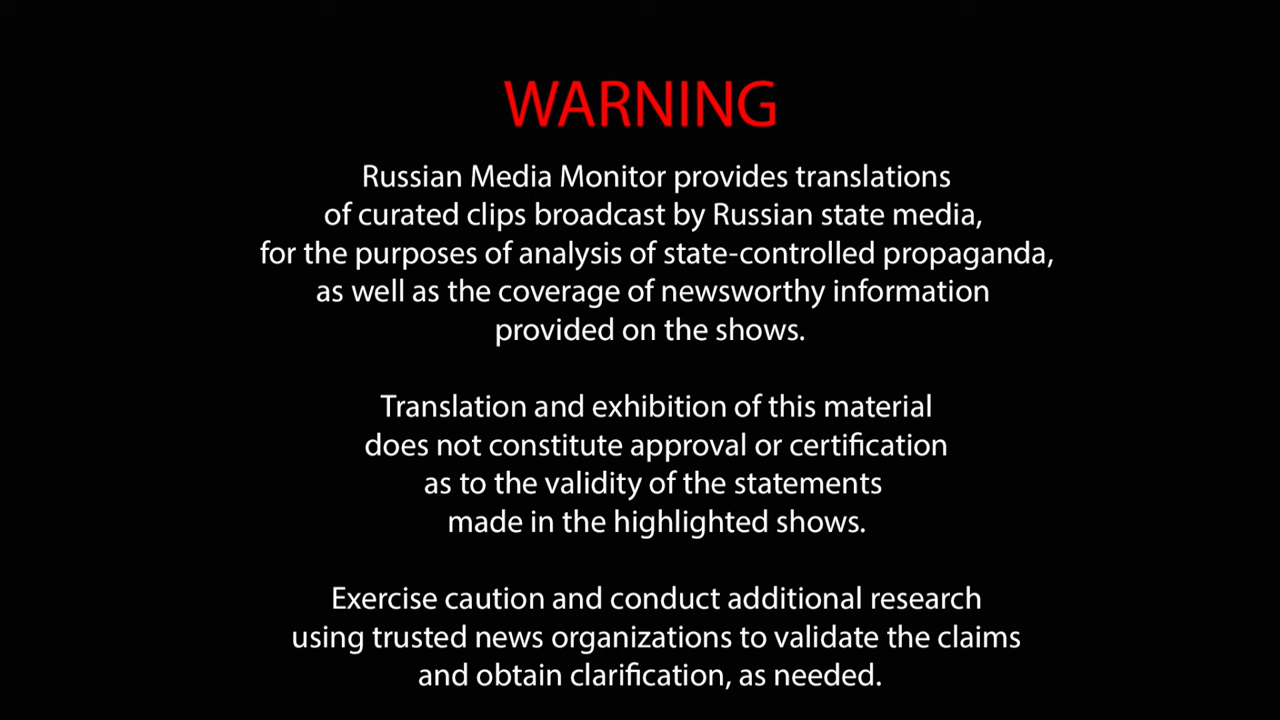 WARNING
Russian Media Monitor provides translations
of curated clips broadcast by Russian state media,
for the purposes of analysis of state-controlled propaganda,
as well as the coverage of newsworthy information
provided on the shows.
Translation and exhibition of this material
does not constitute approval or certification
as to the validity of the statements
made in the highlighted shows.
Exercise caution and conduct additional research
using trusted news organizations to validate the claims
and obtain clarification, as needed.